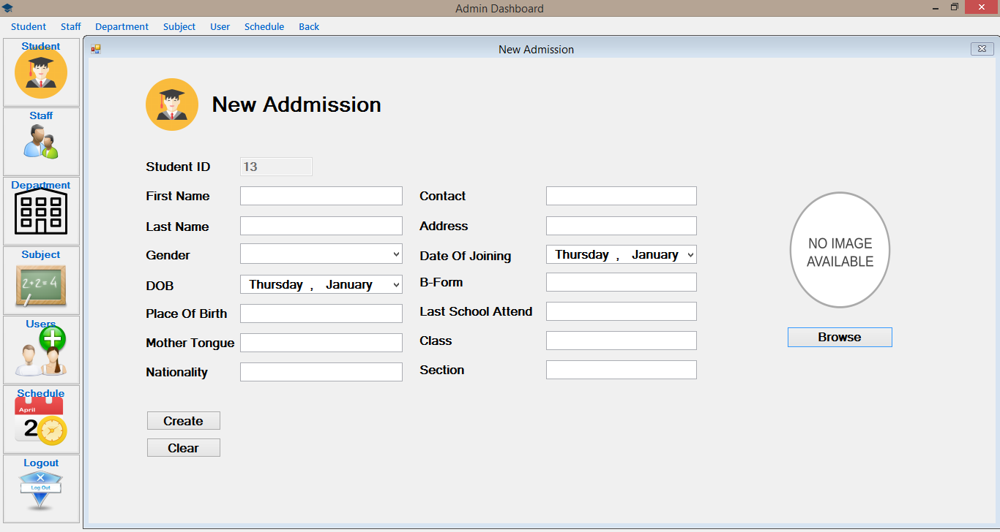 Admin Dashboard
Student Staff Department Subject User Schedule Back
Student
Staff
Department
Subject
2+2=4
Users
Schedule
April
2
Logout
Log Out
New Admission
New Addmission
Student ID 13
First Name
Last Name
Gender
DOB Thursday , January
Place Of Birth
Mother Tongue
Nationality
Contact
Address
Date Of Joining Thursday , January
B-Form
Last School Attend
Class
Section
NO IMAGE
AVAILABLE
Browse
Create
Clear